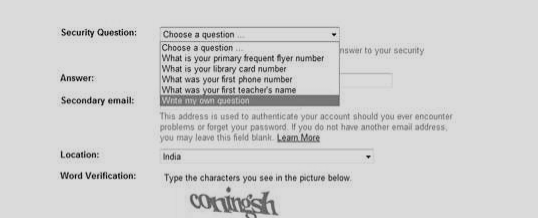 Security Question:
Choose a question ...
Choose a question ...
What is your primary frequent flyer number
What is your library card number
What was your first phone number
What was your first teacher's name
Write my own question
nswer to your security
Answer:
Secondary email:
This address is used to authenticate your account should you ever encounter
problems or forget your password. If you do not have another email address,
you may leave this field blank. Learn More
Location:
India
Word Verification:
Type the characters you see in the picture below.
coningsh